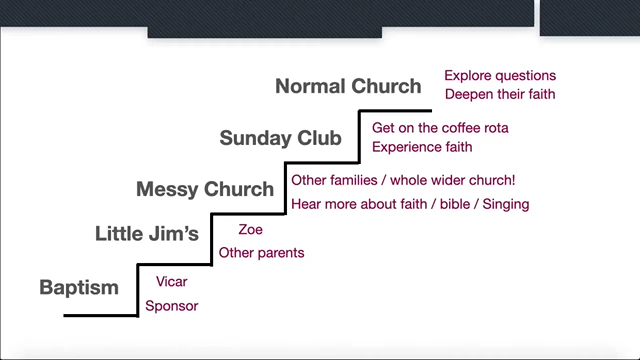 Normal Church
Explore questions
Deepen their faith
Sunday Club
Get on the coffee rota
Experience faith
Messy Church
Other families / whole wider church!
Hear more about faith / bible / Singing
Little Jim’s
Zoe
Other parents
Baptism
Vicar
Sponsor